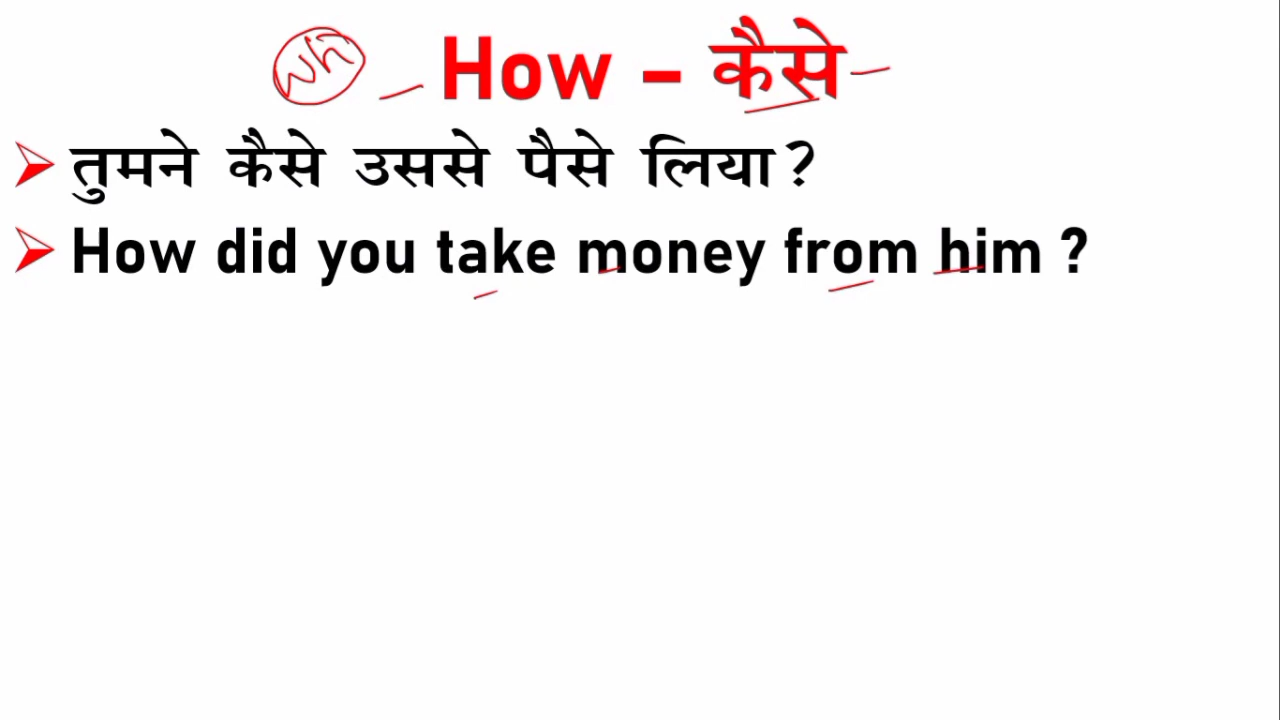 Wh How – कैसे
तुमने कैसे उससे पैसे लिया?
How did you take money from him ?